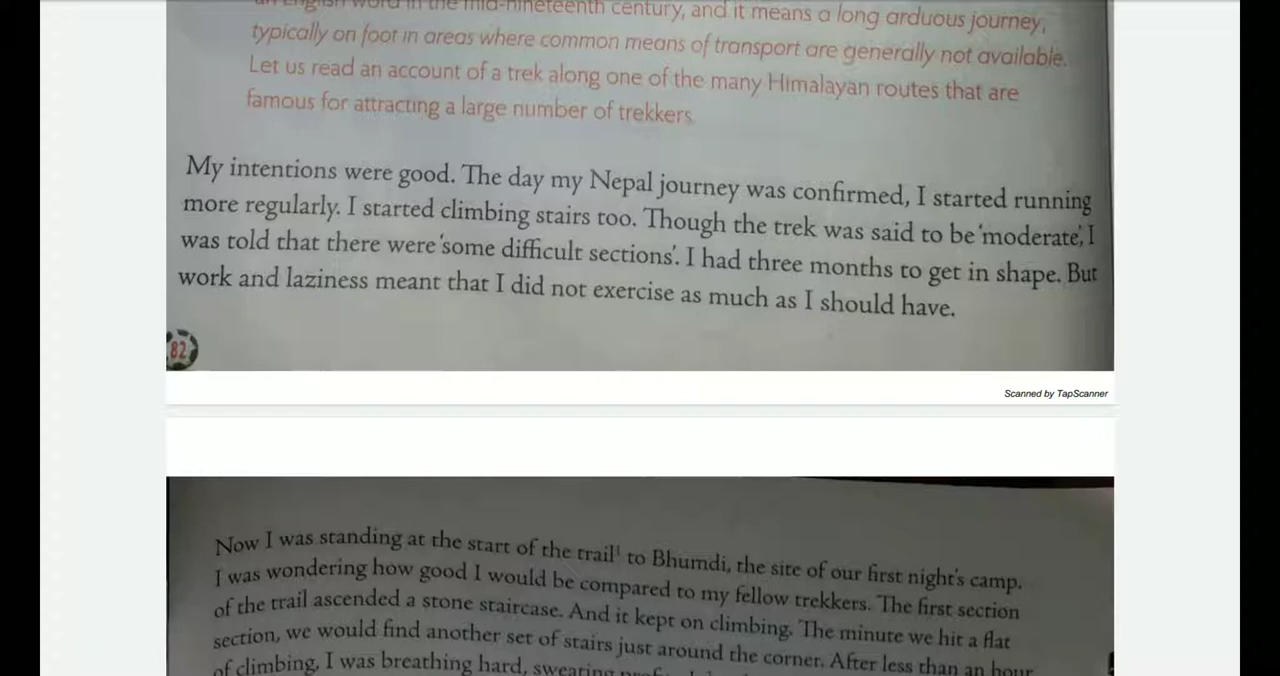 an English word in the mid-nineteenth century, and it means a long arduous journey,
typically on foot in areas where common means of transport are generally not available.
Let us read an account of a trek along one of the many Himalayan routes that are
famous for attracting a large number of trekkers.
My intentions were good. The day my Nepal journey was confirmed, I started running
more regularly. I started climbing stairs too. Though the trek was said to be 'moderate', I
was told that there were 'some difficult sections'. I had three months to get in shape. But
work and laziness meant that I did not exercise as much as I should have.
82
Scanned by TapScanner
Now I was standing at the start of the trail¹ to Bhumdi, the site of our first night's camp.
I was wondering how good I would be compared to my fellow trekkers. The first section
of the trail ascended a stone staircase. And it kept on climbing. The minute we hit a flat
section, we would find another set of stairs just around the corner. After less than an hour
of climbing, I was breathing hard, sweating